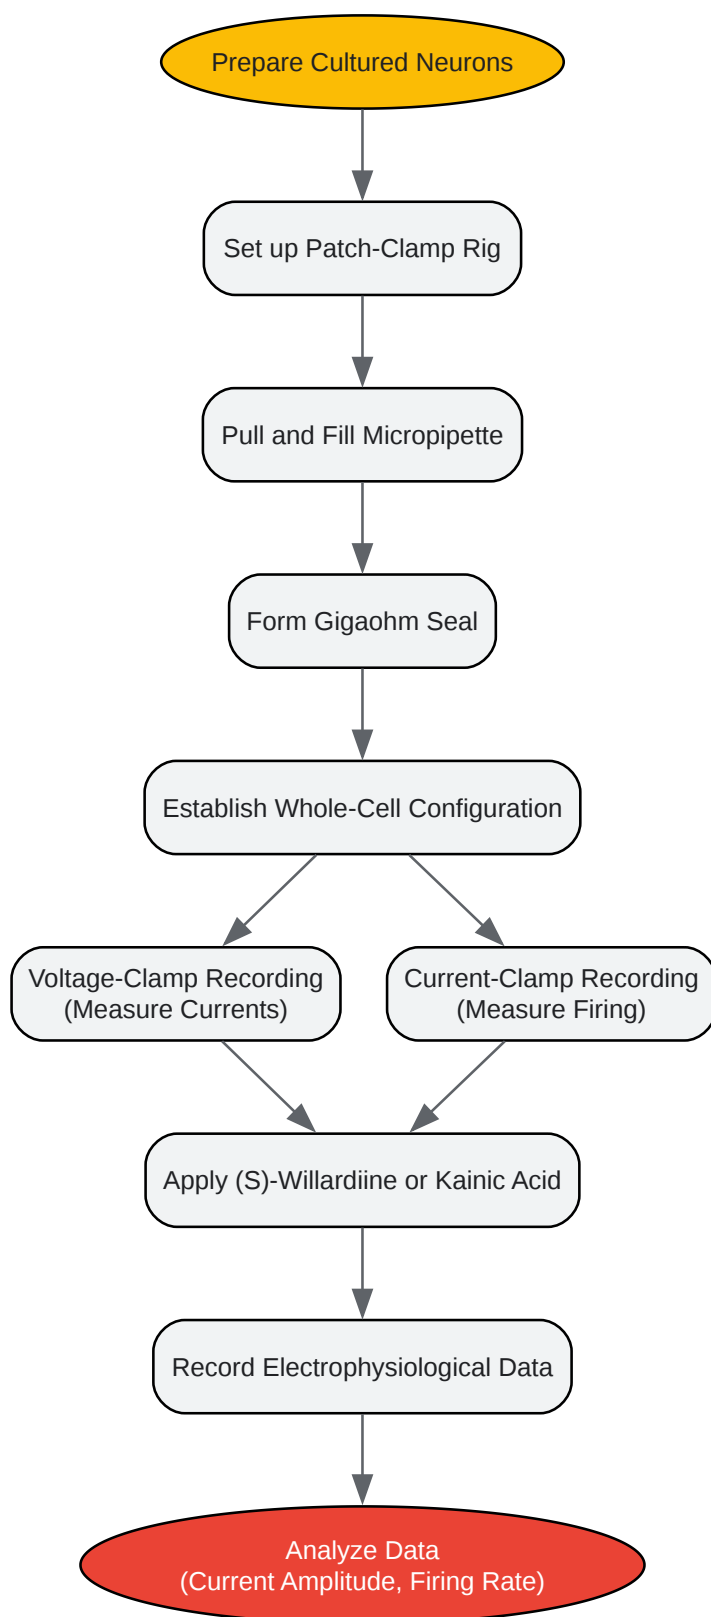 Prepare Cultured Neurons
Set up Patch-Clamp Rig
Pull and Fill Micropipette
Form Gigaohm Seal
Establish Whole-Cell Configuration
Voltage-Clamp Recording
(Measure Currents)
Current-Clamp Recording
(Measure Firing)
Apply (S)-Willardiine or Kainic Acid
Record Electrophysiological Data
Analyze Data
(Current Amplitude, Firing Rate)